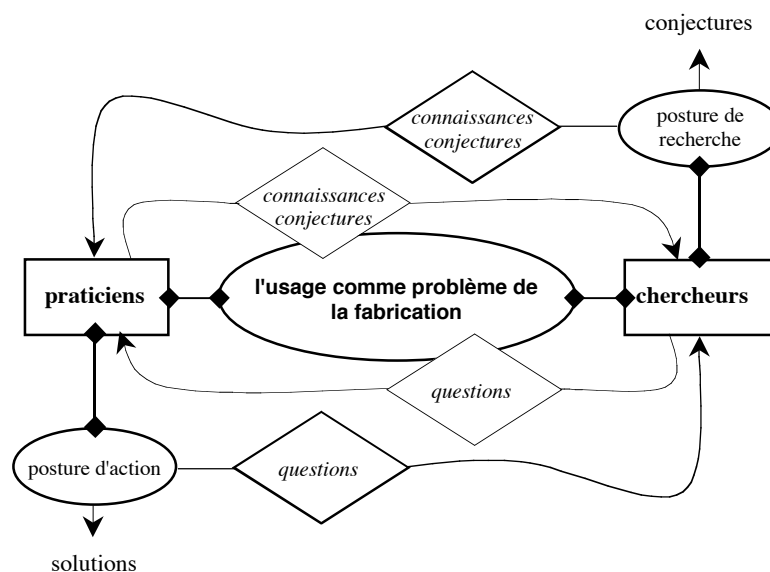 conjectures
connaissances
conjectures
posture de
recherche
connaissances
conjectures
praticiens
l'usage comme problème de
la fabrication
chercheurs
questions
posture d'action
questions
solutions